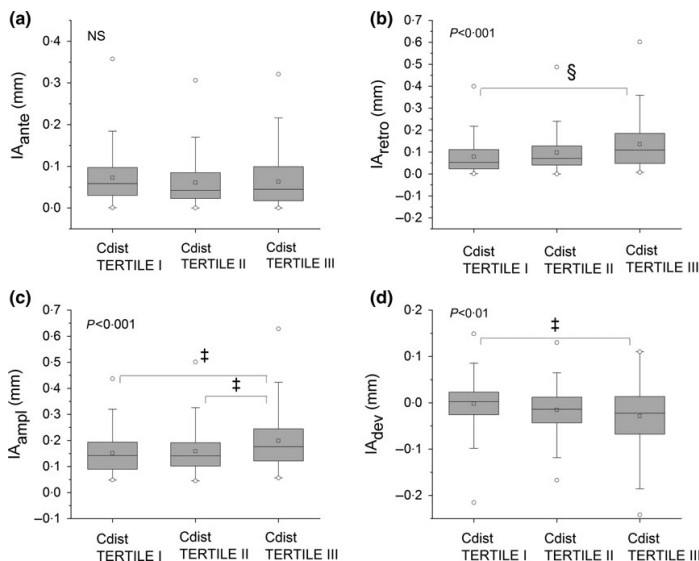 (a)
NS
IA_ante (mm)
0·4
0·3
0·2
0·1
0·0
Cdist Cdist Cdist
TERTILE I TERTILE II TERTILE III
(b)
P<0·001
§
IA_retro (mm)
0·7
0·6
0·5
0·4
0·3
0·2
0·1
0·0
–0·1
–0·2
Cdist Cdist Cdist
TERTILE I TERTILE II TERTILE III
(c)
P<0·001
‡
‡
IA_ampl (mm)
0·7
0·6
0·5
0·4
0·3
0·2
0·1
0·0
–0·1
Cdist Cdist Cdist
TERTILE I TERTILE II TERTILE III
(d)
P<0·01
‡
IA_dev (mm)
0·2
0·1
0·0
–0·1
–0·2
Cdist Cdist Cdist
TERTILE I TERTILE II TERTILE III